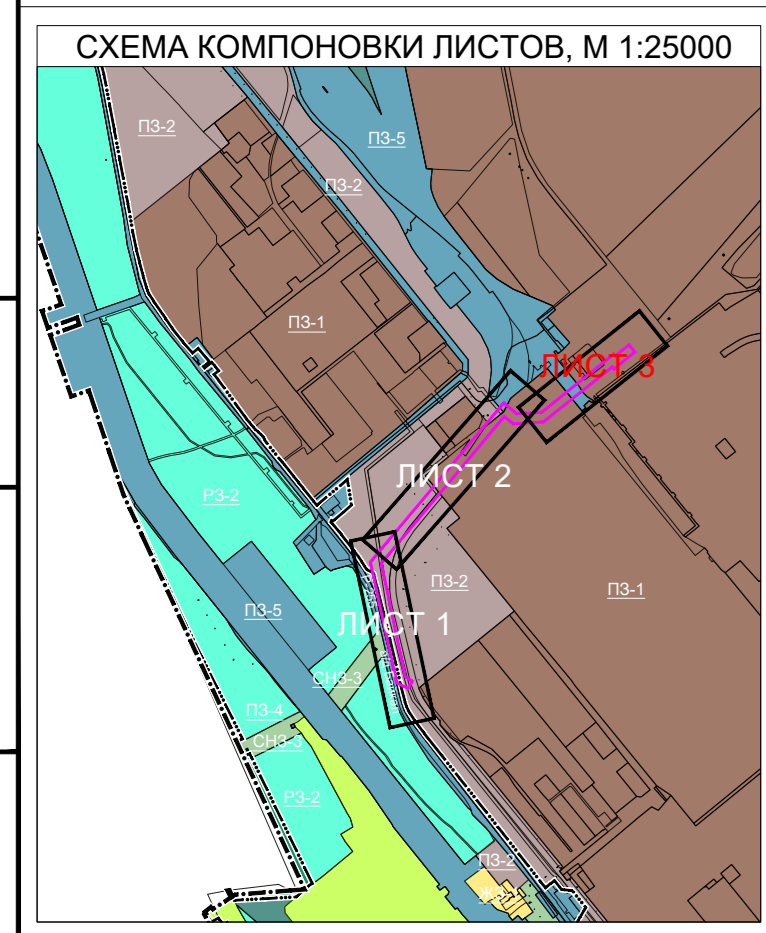 СХЕМА КОМПОНОВКИ ЛИСТОВ, М 1:25000
ПЗ-2
ПЗ-5
ПЗ-2
ПЗ-1
ЛИСТ 3
ЛИСТ 2
РЗ-2
ПЗ-2
ПЗ-1
ПЗ-5
ЛИСТ 1
СНЗ-3
ПЗ-4
СНЗ-3
РЗ-2
ПЗ-2